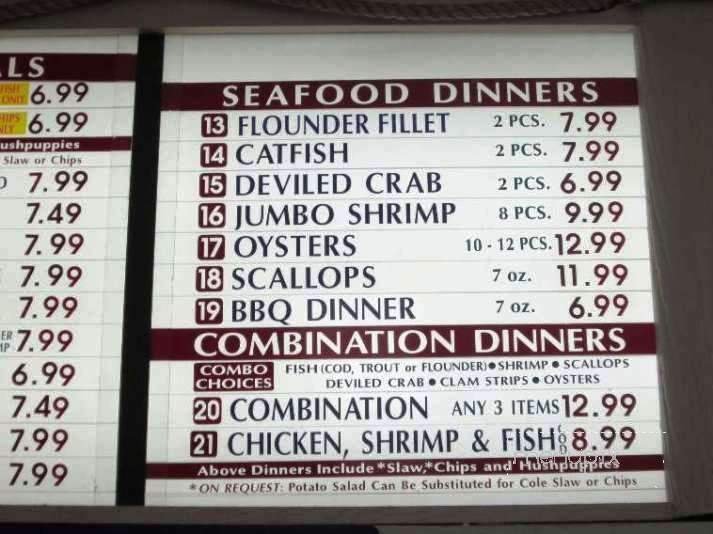 LS
FISH ONLY 6.99
HIPS ONLY 6.99
ushpuppies
Slaw or Chips
7.99
7.49
7.99
7.99
7.99
ER 7.99
6.99
7.49
7.99
7.99
SEAFOOD DINNERS
13 FLOUNDER FILLET 2 PCS. 7.99
14 CATFISH 2 PCS. 7.99
15 DEVILED CRAB 2 PCS. 6.99
16 JUMBO SHRIMP 8 PCS. 9.99
17 OYSTERS 10 - 12 PCS. 12.99
18 SCALLOPS 7 oz. 11.99
19 BBQ DINNER 7 oz. 6.99
COMBINATION DINNERS
COMBO CHOICES FISH (COD, TROUT or FLOUNDER) • SHRIMP • SCALLOPS
DEVILED CRAB • CLAM STRIPS • OYSTERS
20 COMBINATION ANY 3 ITEMS 12.99
21 CHICKEN, SHRIMP & FISH COD 8.99
Above Dinners Include *Slaw,*Chips and Hushpuppies
*ON REQUEST: Potato Salad Can Be Substituted for Cole Slaw or Chips